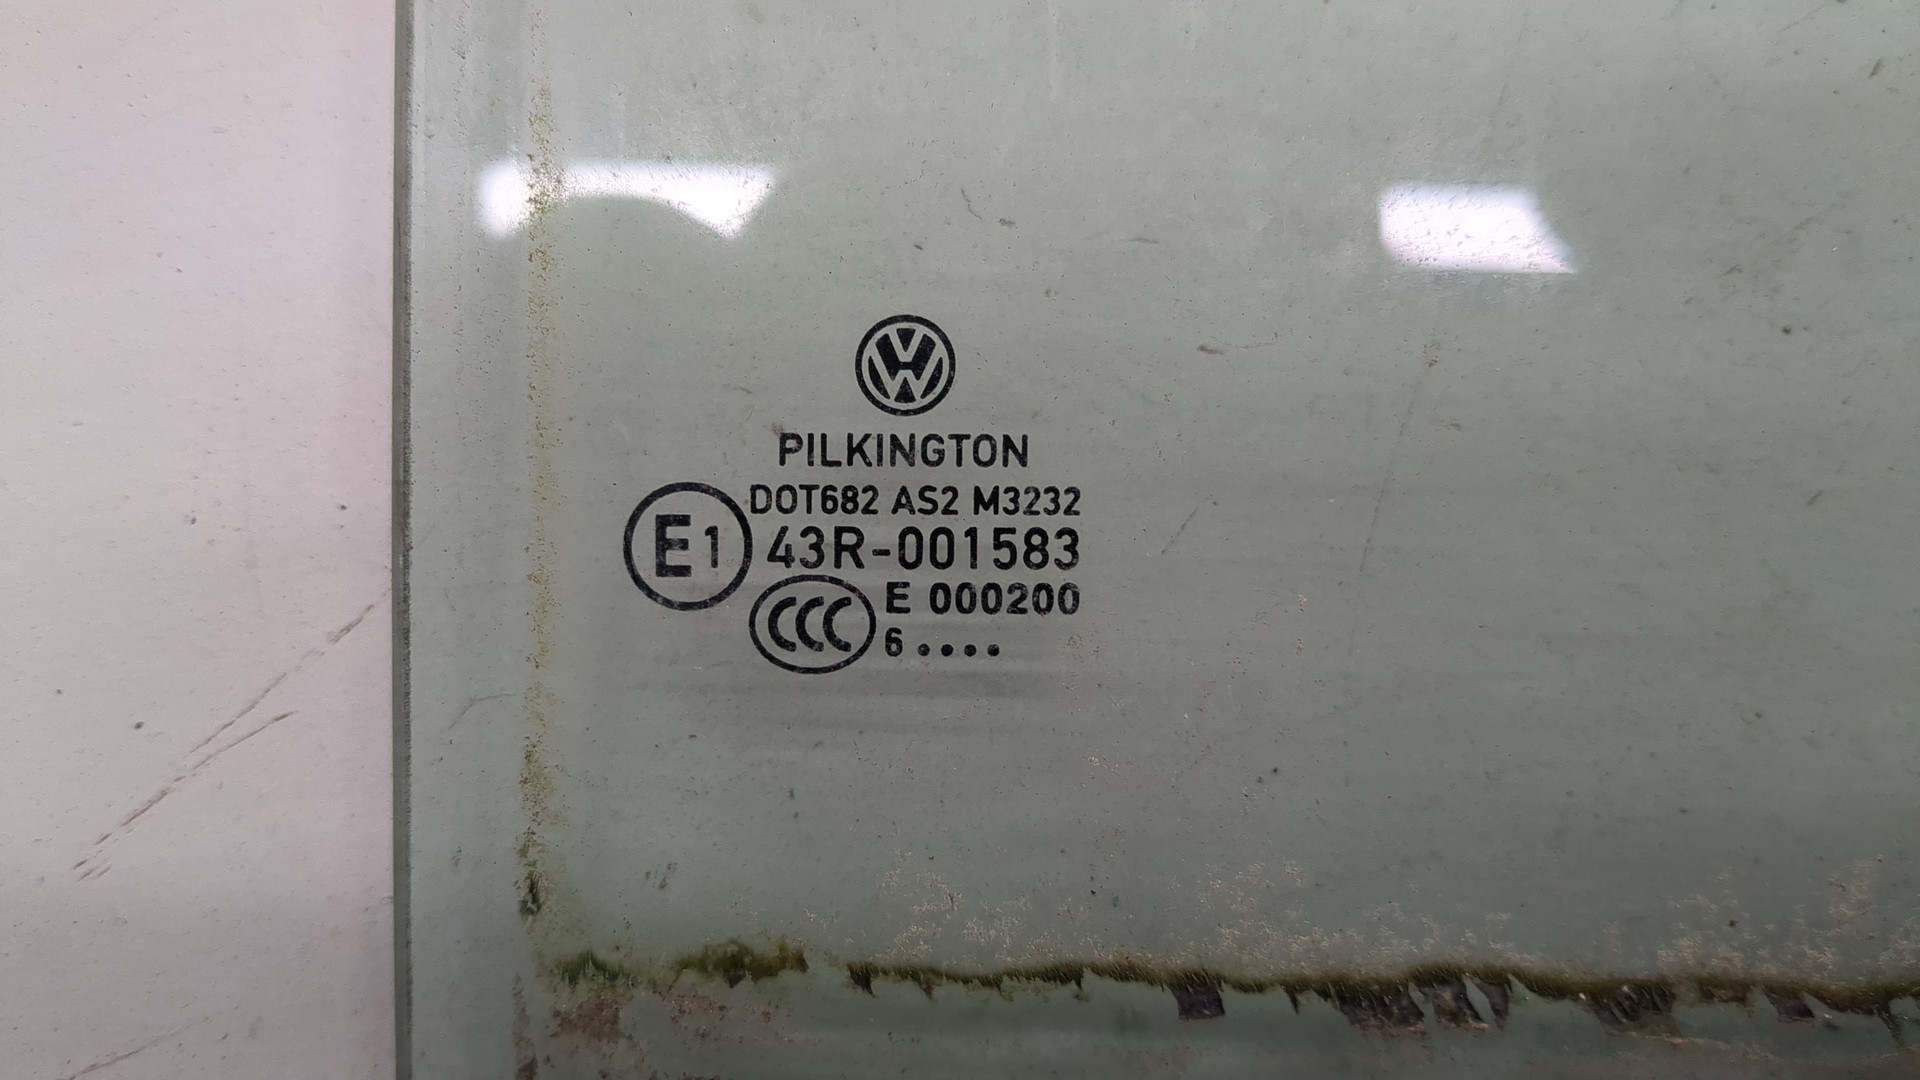 PILKINGTON
DOT682 AS2 M3232
E1 43R-001583
CCC E 000200
6....